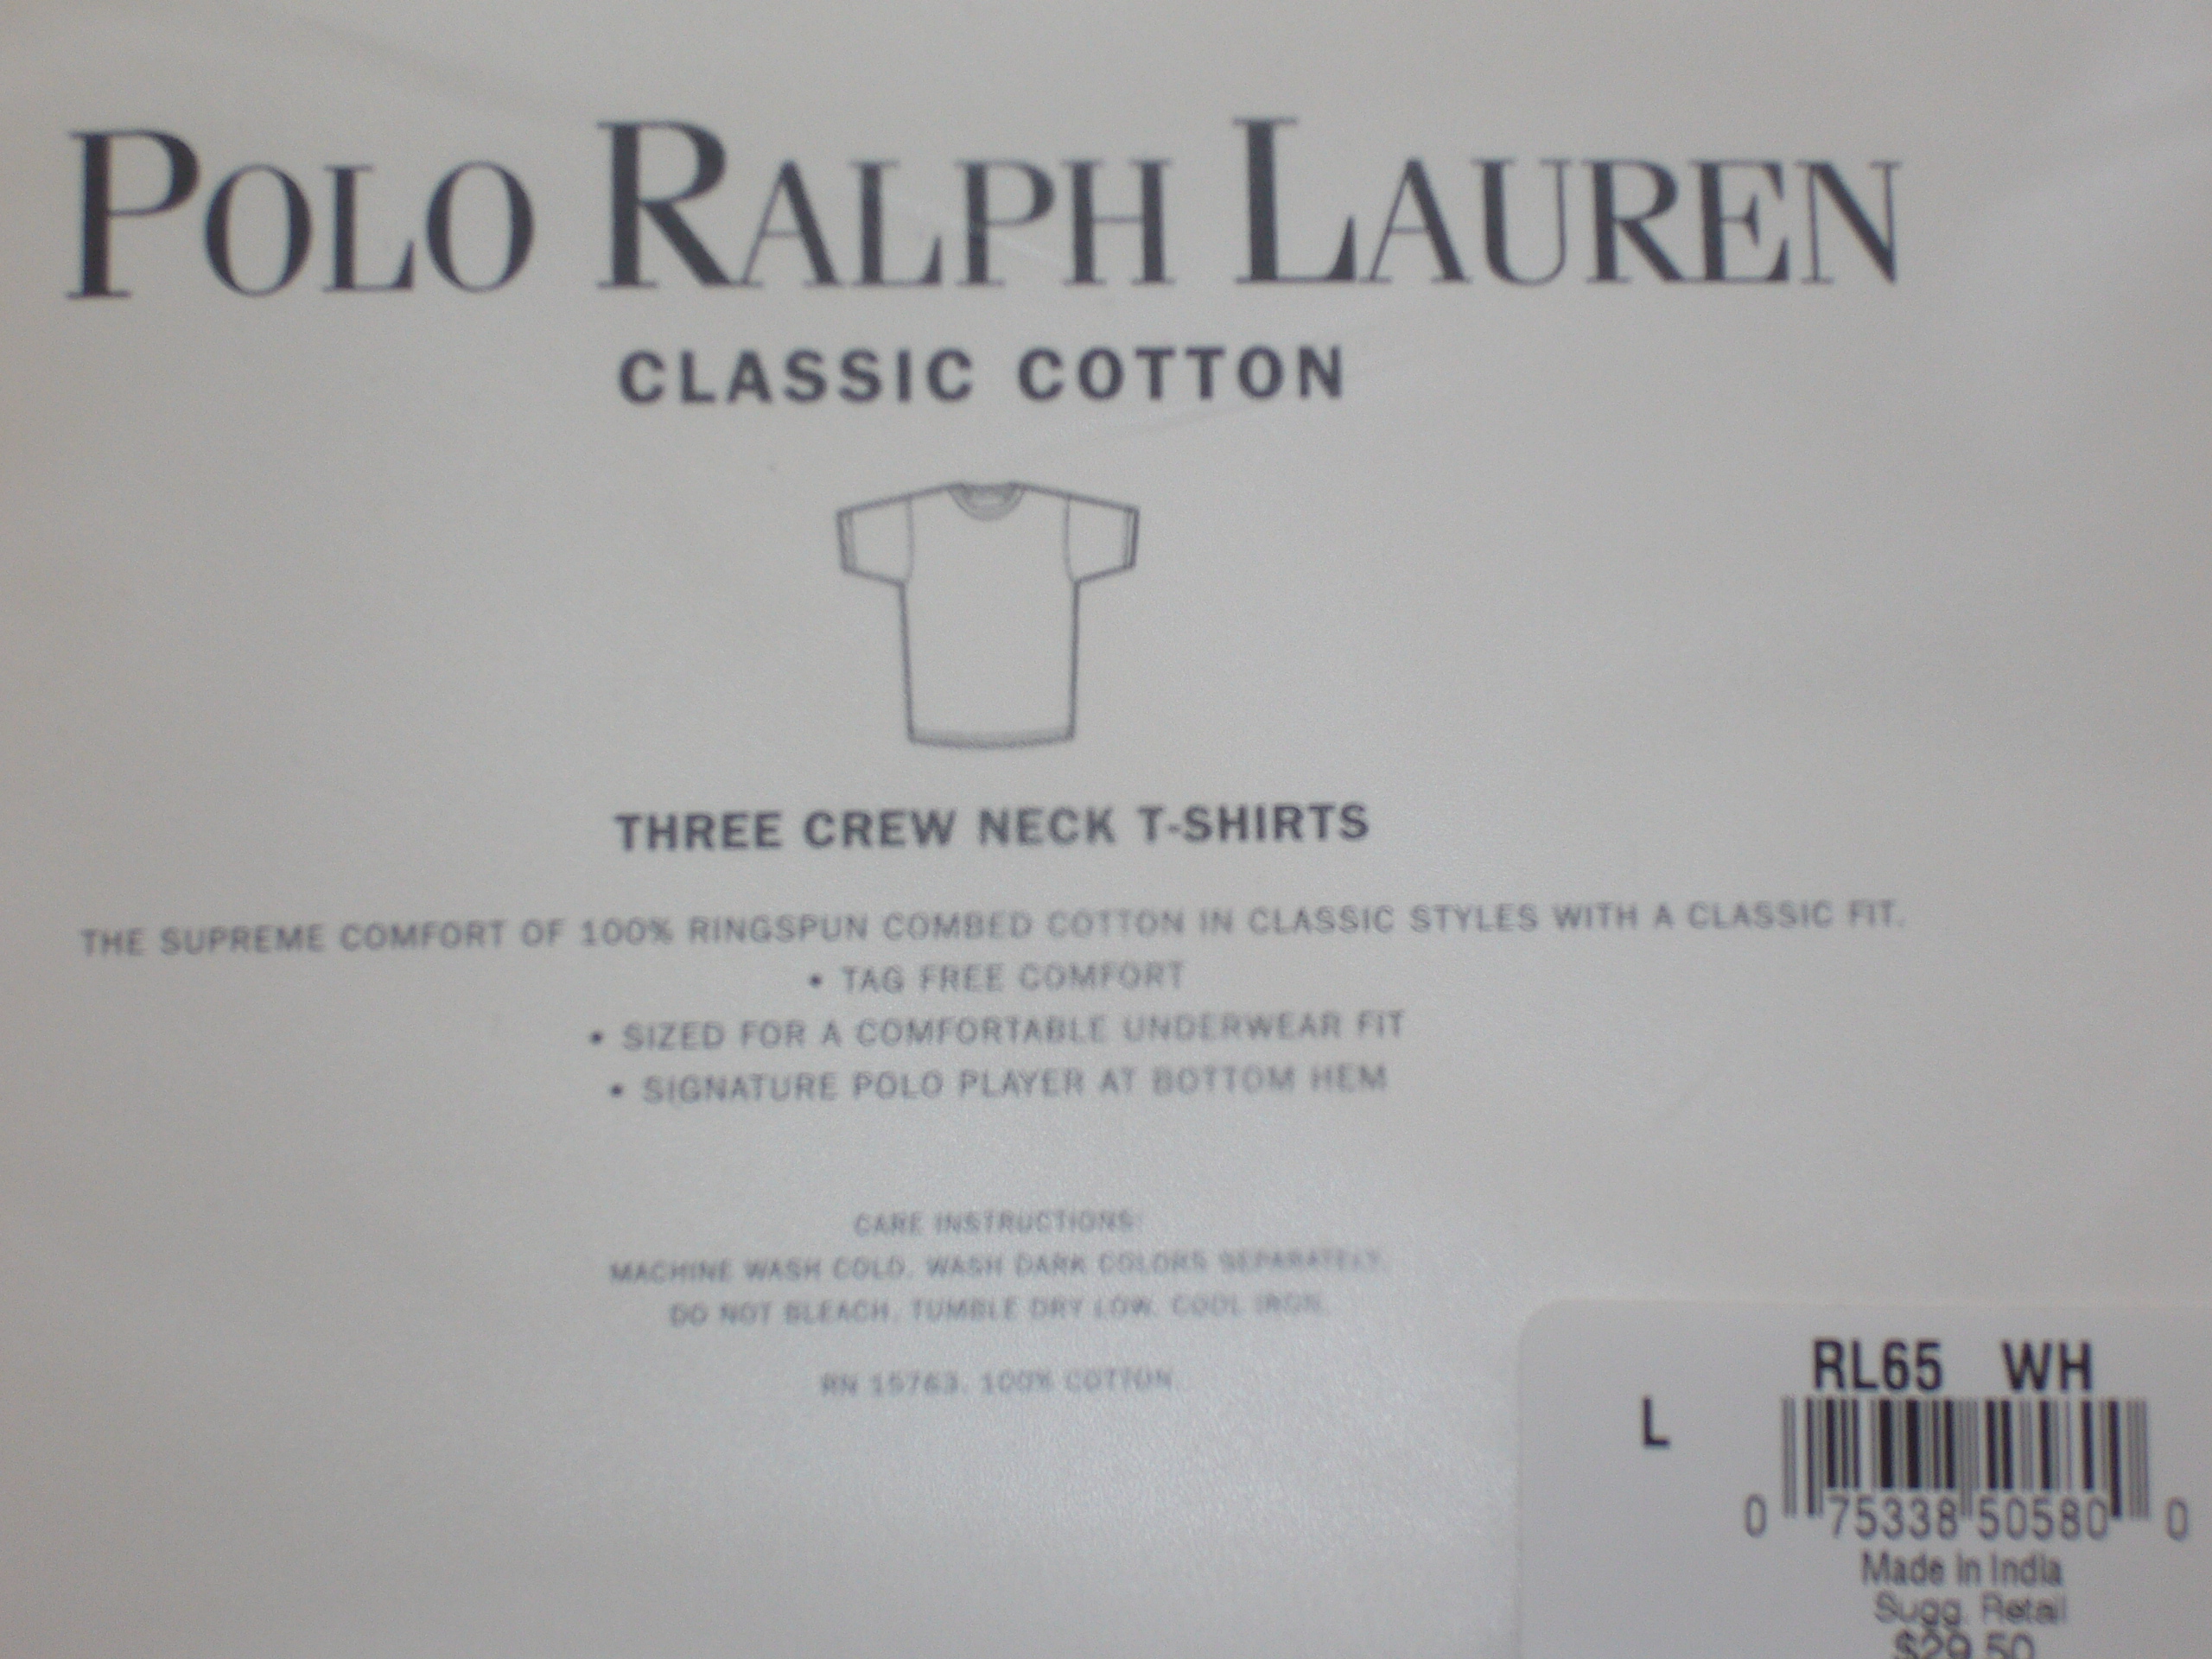 POLO RALPH LAUREN
CLASSIC COTTON
THREE CREW NECK T-SHIRTS
THE SUPREME COMFORT OF 100% RINGSPUN COMBED COTTON IN CLASSIC STYLES WITH A CLASSIC FIT.
• TAG FREE COMFORT
• SIZED FOR A COMFORTABLE UNDERWEAR FIT
• SIGNATURE POLO PLAYER AT BOTTOM HEM
CARE INSTRUCTIONS:
MACHINE WASH COLD. WASH DARK COLORS SEPARATELY.
DO NOT BLEACH. TUMBLE DRY LOW. COOL IRON.
RN 15763. 100% COTTON.
RL65 WH
L
0 75338 50580 0
Made in India
Sugg. Retail
$29.50